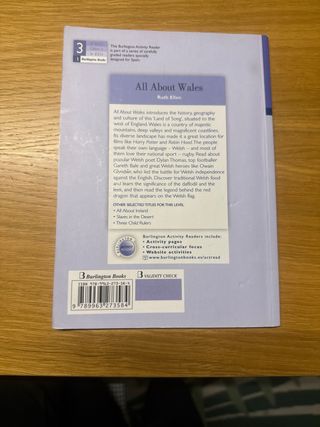 3
Burlington Books
This Burlington Activity Reader
is part of a series of carefully
graded readers specially
designed for Spain.
All About Wales
Ruth Ellen
All About Wales introduces the history, geography
and culture of this 'Land of Song', situated to the
west of England. Wales is a country of majestic
mountains, deep valleys and magnificent coastlines.
Its diverse landscape has made it a great location for
films like Harry Potter and Robin Hood. The people
speak their own language – Welsh – and most of
them love their national sport – rugby. Read about
popular Welsh poet Dylan Thomas, top footballer
Gareth Bale and great Welsh heroes like Owain
Glyndŵr, who led the battle for Welsh independence
against the English. Discover traditional Welsh food
and learn the significance of the daffodil and the
leek, and then read the legend behind the red
dragon that appears on the Welsh flag.
OTHER SELECTED TITLES FOR THIS LEVEL
• All About Ireland
• Slaves in the Desert
• Three Child Rulers
Burlington Activity Readers include:
• Activity pages
• Cross-curricular focus
• Website activities
www.burlingtonbooks.es/actread
B Burlington Books
B VALIDITY CHECK
ISBN 978-9963-273-58-4
9 789963 273584